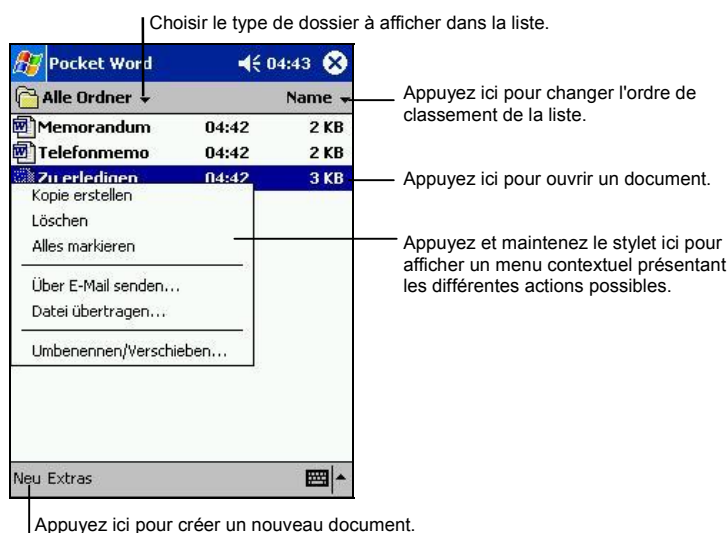 Choisir le type de dossier à afficher dans la liste.
Pocket Word 04:43
Alle Ordner Name
Memorandum 04:42 2 KB
Telefonmemo 04:42 2 KB
Zu erledigen 04:42 3 KB
Kopie erstellen
Löschen
Alles markieren
Über E-Mail senden...
Datei übertragen...
Umbenennen/Verschieben...
Neu Extras
Appuyez ici pour changer l'ordre de
classement de la liste.
Appuyez ici pour ouvrir un document.
Appuyez et maintenez le stylet ici pour
afficher un menu contextuel présentant
les différentes actions possibles.
Appuyez ici pour créer un nouveau document.